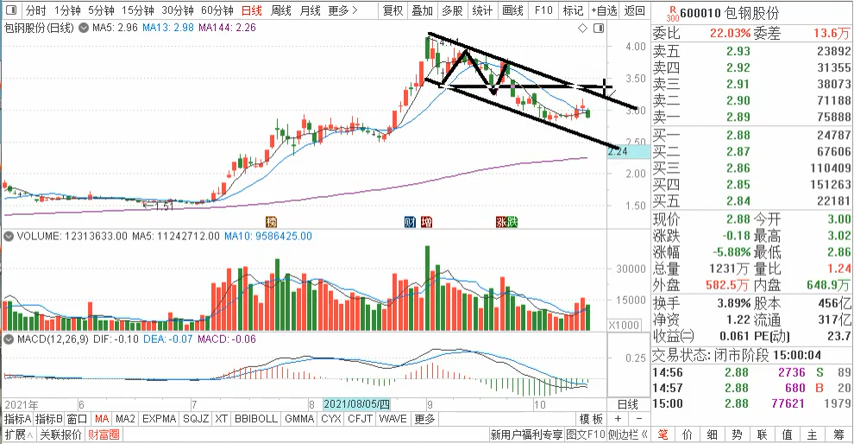 分时 1分钟 5分钟 15分钟 30分钟 60分钟 日线 周线 月线 更多 复权 叠加 多股 统计 画线 F10 标记 +自选 返回
R 300 600010 包钢股份
包钢股份(日线) MA5: 2.96 MA13: 2.98 MA144: 2.26
委比 22.03% 委差 13.6万
卖五 2.93 23892
卖四 2.92 31355
卖三 2.91 38073
卖二 2.90 71188
卖一 2.89 75888
买一 2.88 24787
买二 2.87 67606
买三 2.86 110409
买四 2.85 151263
买五 2.84 22181
现价 2.88 今开 3.00
涨跌 -0.18 最高 3.02
涨幅 -5.88% 最低 2.86
总量 1231万 量比 1.24
外盘 582.5万 内盘 648.9万
换手 3.89% 股本 456亿
净资 1.22 流通 317亿
收益㈡ 0.061 PE(动) 23.7
交易状态: 闭市阶段 15:00:04
14:56 2.88 2736 S 89
14:57 2.88 680 B 20
15:00 2.88 77621 1979
4.00
3.50
3.00
2.50
2.24
2.00
1.50
1.51
财 增 涨跌
VOLUME: 12313633.00 MA5: 11242712.00 MA10: 9586425.00
30000
15000
X1000
MACD(12,26,9) DIF: -0.10 DEA: -0.07 MACD: -0.06
0.25
2021年 6 7 8 2021/08/05/四 9 10 日线
指标A 指标B 窗口 MA MA2 EXPMA SQJZ XT BBIBOLL GMMA CYX CFJT WAVE 更多 模板 + −
扩展∧ 关联报价 财富圈 新用户福利专享 图文F10 侧边栏
笔 价 细 势 联 值 主 筹